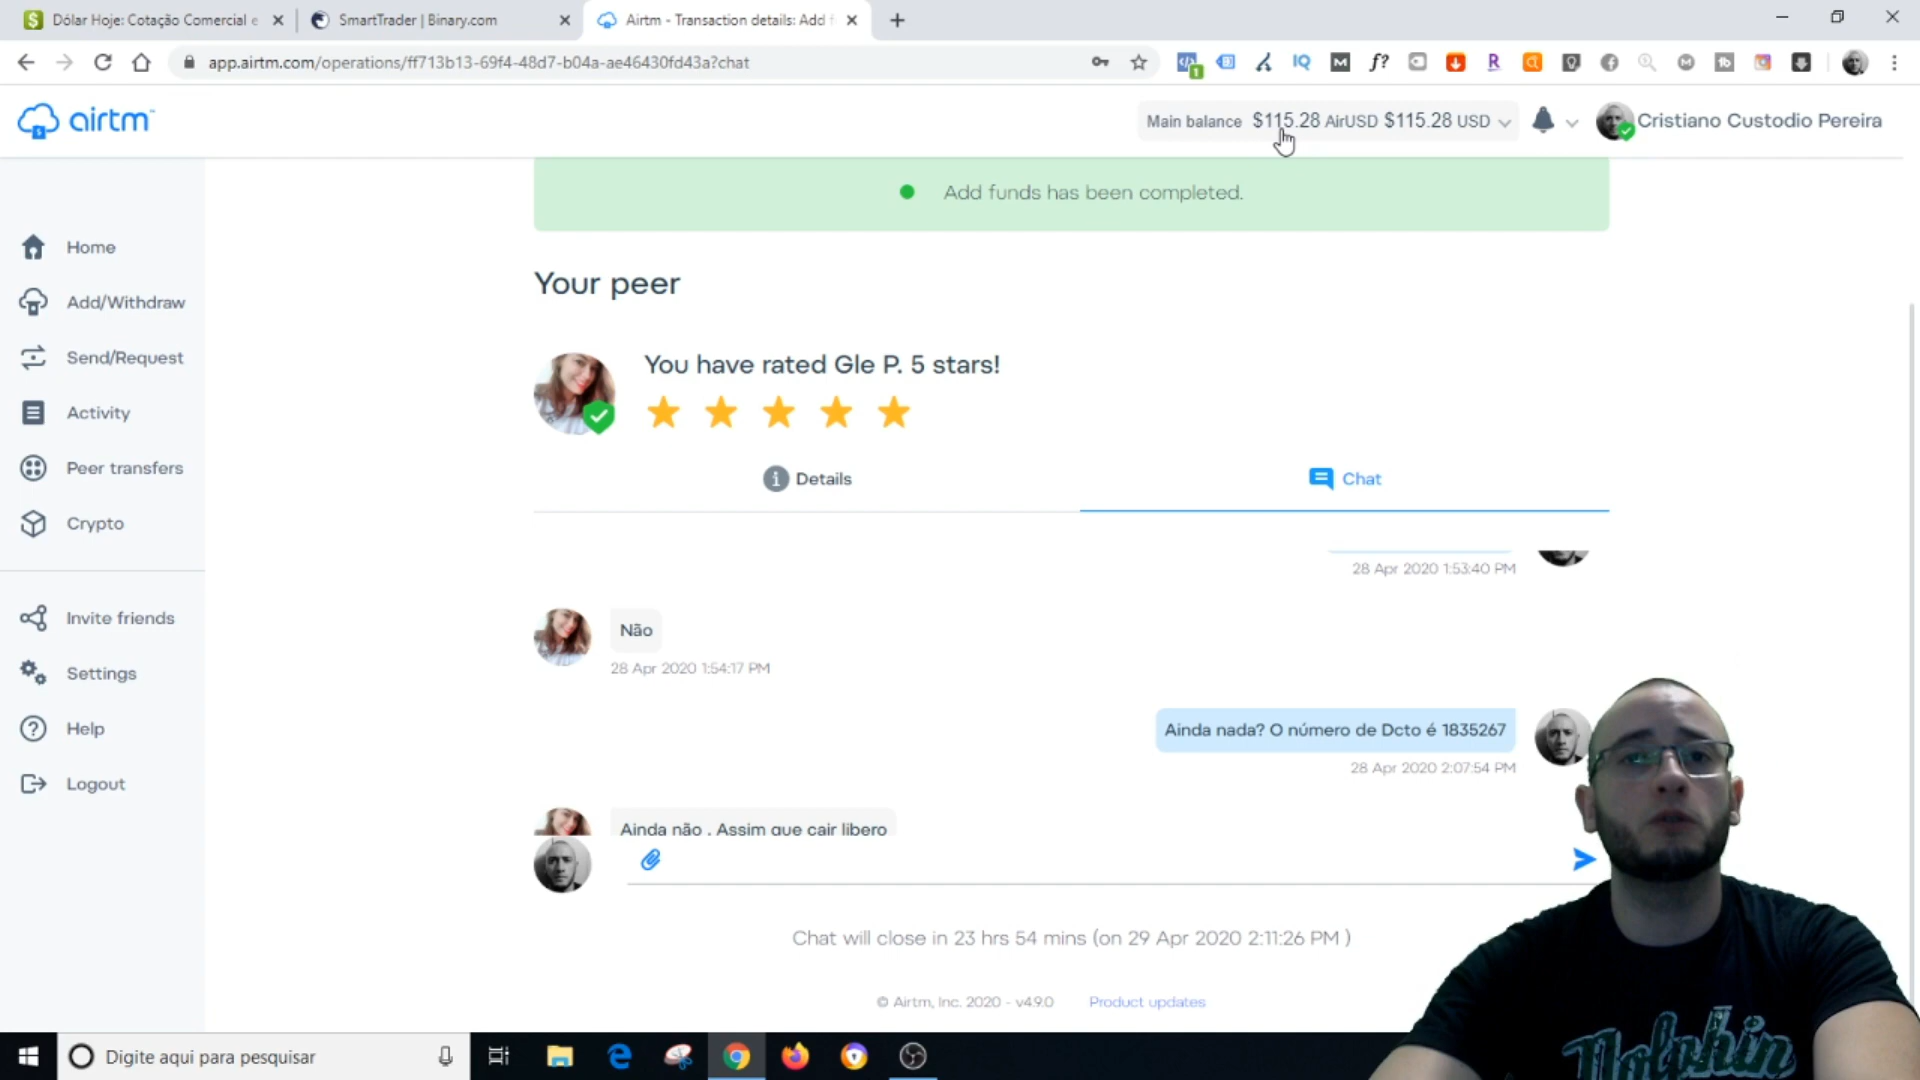 Dólar Hoje: Cotação Comercial e
SmartTrader | Binary.com
Airtm - Transaction details: Add f
app.airtm.com/operations/ff713b13-69f4-48d7-b04a-ae46430fd43a?chat
airtm
Main balance $115.28 AirUSD $115.28 USD
Cristiano Custodio Pereira
Add funds has been completed.
Home
Add/Withdraw
Send/Request
Activity
Peer transfers
Crypto
Invite friends
Settings
Help
Logout
Your peer
You have rated Gle P. 5 stars!
Details
Chat
28 Apr 2020 1:53:40 PM
Não
28 Apr 2020 1:54:17 PM
Ainda nada? O número de Dcto é 1835267
28 Apr 2020 2:07:54 PM
Ainda não . Assim que cair libero
Chat will close in 23 hrs 54 mins (on 29 Apr 2020 2:11:26 PM )
© Airtm, Inc. 2020 - v4.9.0
Product updates
Digite aqui para pesquisar
Dolphin